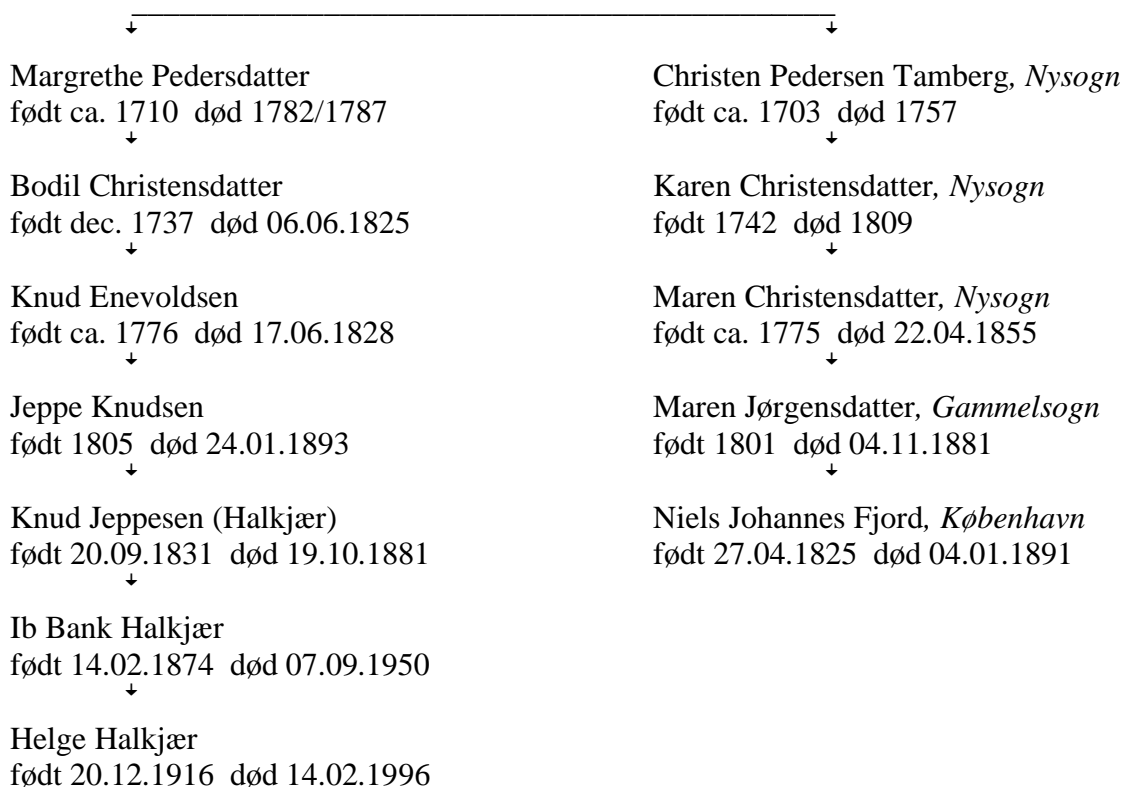 Margrethe Pedersdatter
født ca. 1710  død 1782/1787
Bodil Christensdatter
født dec. 1737  død 06.06.1825
Knud Enevoldsen
født ca. 1776  død 17.06.1828
Jeppe Knudsen
født 1805  død 24.01.1893
Knud Jeppesen (Halkjær)
født 20.09.1831  død 19.10.1881
Ib Bank Halkjær
født 14.02.1874  død 07.09.1950
Helge Halkjær
født 20.12.1916  død 14.02.1996
Christen Pedersen Tamberg, Nysogn
født ca. 1703  død 1757
Karen Christensdatter, Nysogn
født 1742  død 1809
Maren Christensdatter, Nysogn
født ca. 1775  død 22.04.1855
Maren Jørgensdatter, Gammelsogn
født 1801  død 04.11.1881
Niels Johannes Fjord, København
født 27.04.1825  død 04.01.1891